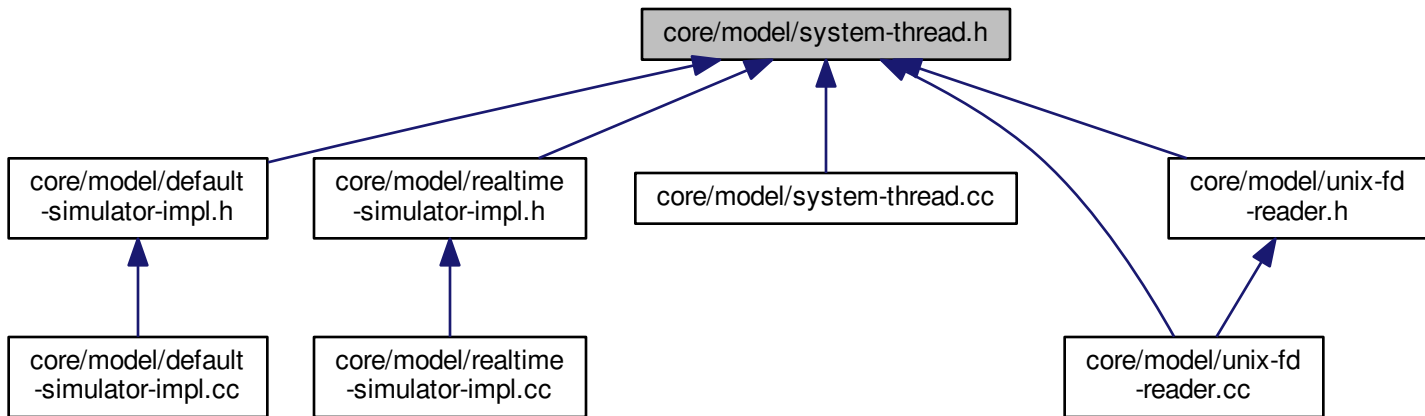 core/model/system-thread.h
core/model/default
-simulator-impl.h
core/model/realtime
-simulator-impl.h
core/model/system-thread.cc
core/model/unix-fd
-reader.h
core/model/default
-simulator-impl.cc
core/model/realtime
-simulator-impl.cc
core/model/unix-fd
-reader.cc